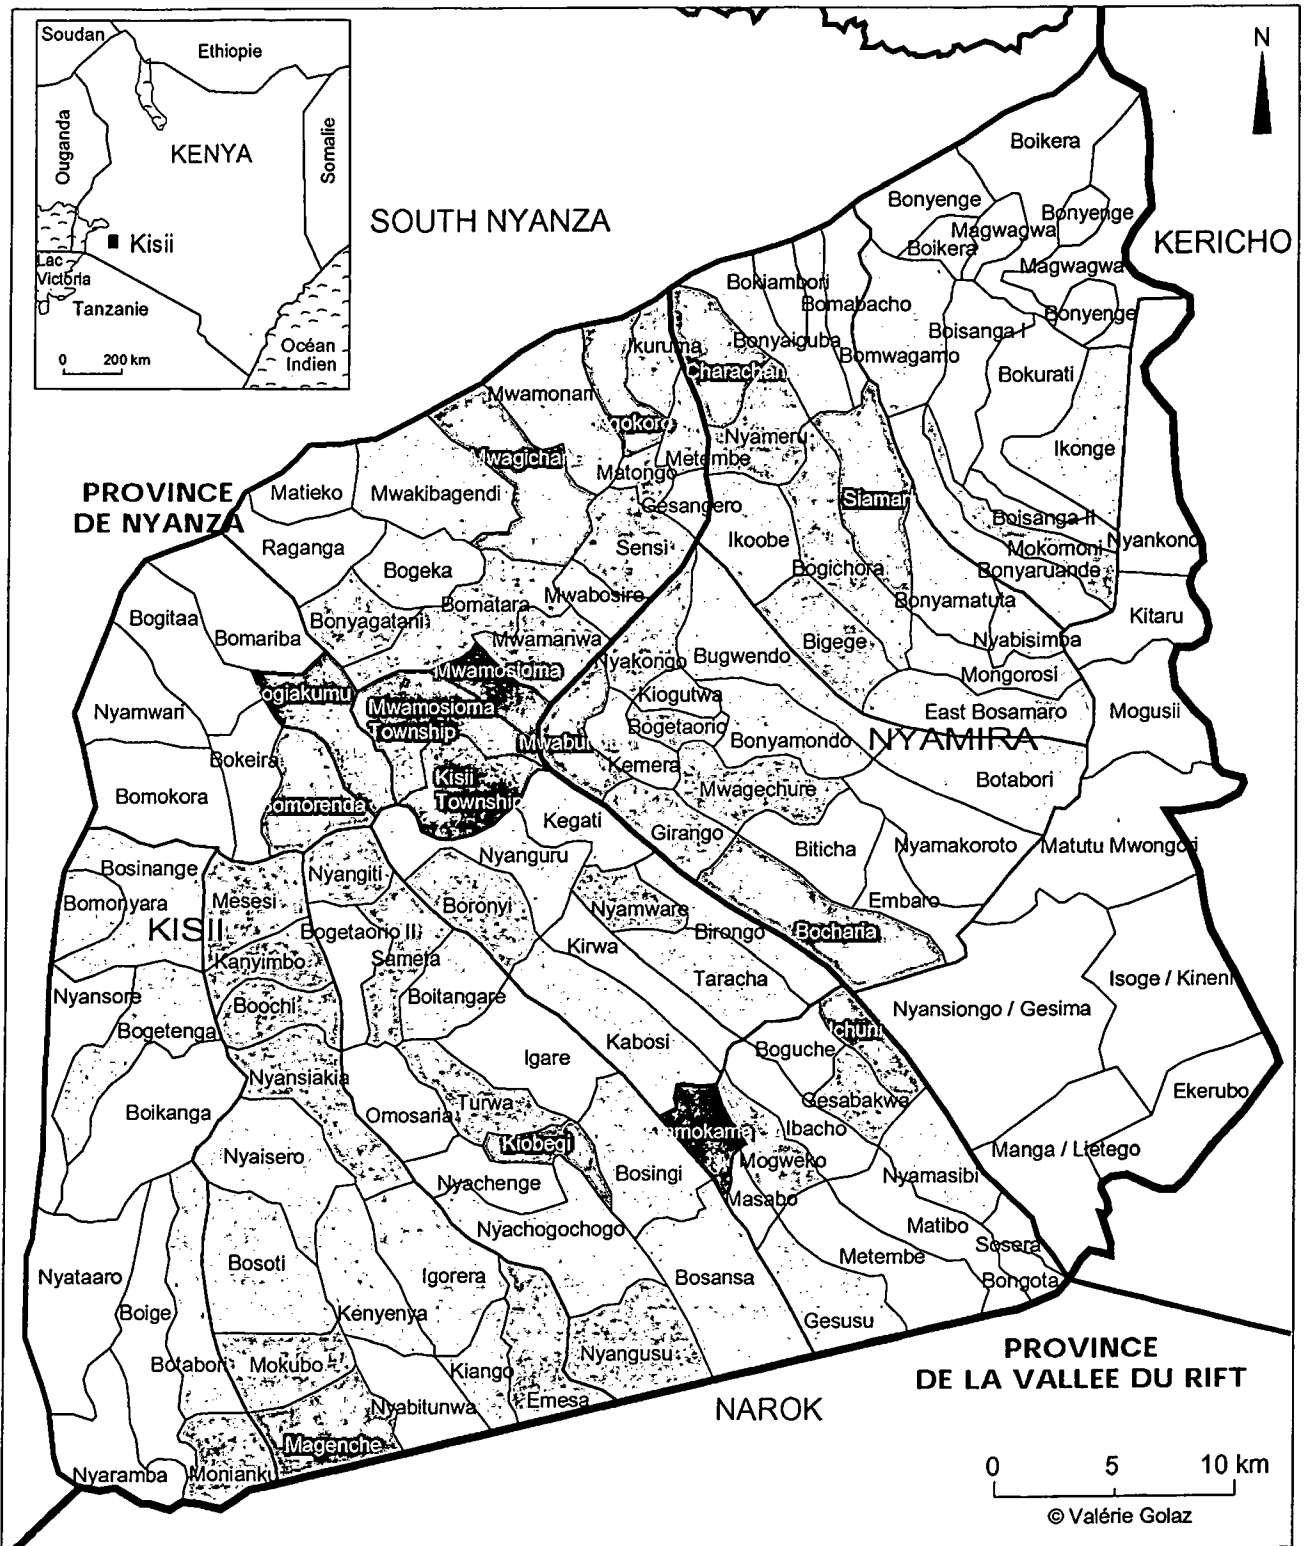 Soudan
Ethiopie
Ouganda
KENYA
Somalie
Kisii
Lac
Victoria
Tanzanie
Océan
Indien
0 200 km
N
SOUTH NYANZA
KERICHO
PROVINCE
DE NYANZA
Boikera
Bonyenge
Bonyenge
Magwagwa
Boikera
Magwagwa
Bonyenge
Bokiambori
Bomabacho
Boisanga I
Bonyaiguba
Bomwagamo
Bokurati
Ikuruma
Charachan
Mwamonari
Ngokoro
Nyameru
Ikonge
Metembe
Mwagichan
Matongo
Matieko
Mwakibagendi
Gesangero
Siaman
Boisanga II
Raganga
Sensi
Ikoobe
Mokomoni
Nyankono
Bogeka
Bogichora
Bonyaruande
Bomatara
Mwabosire
Bonyamatuta
Kitaru
Bogitaa
Bomariba
Bonyagatani
Mwamanwa
Bigege
Nyabisimba
Nyakongo
Bugwendo
Mongorosi
Mwamosioma
Bogiakumu
Kiogutwa
Nyamwari
Mwamosioma
Township
East Bosamaro
Mogusii
Bogetaorio
Bonyamondo
NYAMIRA
Bokeira
Kemera
Botabori
Bomokora
Kisii
Township
Mwagechure
Bomorenda
Kegati
Girango
Biticha
Nyamakoroto
Matutu Mwongori
Bosinange
Nyanguru
Nyangiti
Bomonyara
Mesesi
Boronyi
Nyamware
Embaro
KISII
Bogetaorio II
Birongo
Bocharia
Kirwa
Kanyimbo
Sameta
Taracha
Isoge / Kineni
Nyansore
Boochi
Boitangare
Nyansiongo / Gesima
Bogetenga
Ichuni
Kabosi
Boguche
Igare
Nyansiakia
Ekerubo
Boikanga
Omosaria
Turwa
Gesabakwa
Ibacho
Kiobegi
Manga / Lietego
Nyaisero
Mogweko
Bosingi
Nyamasibi
Nyachenge
Masabo
Nyachogochogo
Matibo
Sosera
Metembe
Bosoti
Nyataaro
Igorera
Bosansa
Bongota
Boige
Kenyenya
Gesusu
Botabori
Mokubo
Nyangusu
Kiango
Emesa
Nyabitunwa
Magenche
Nyaramba
Monianku
NAROK
PROVINCE
DE LA VALLEE DU RIFT
0 5 10 km
© Valérie Golaz